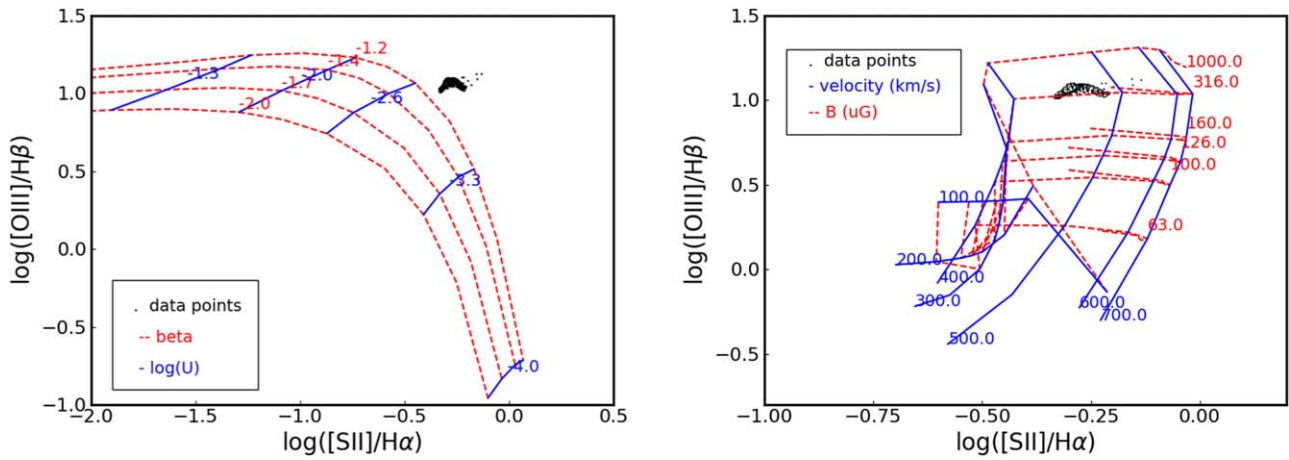 1.5
1.0
0.5
0.0
−0.5
−1.0
log([OIII]/Hβ)
-1.2
-1.4
-1.3
-1.7
-2.0
-2.0
-2.6
-3.3
-4.0
. data points
-- beta
- log(U)
−2.0 −1.5 −1.0 −0.5 0.0 0.5
log([SII]/Hα)
1.5
1.0
0.5
0.0
−0.5
log([OIII]/Hβ)
. data points
- velocity (km/s)
-- B (uG)
1000.0
316.0
160.0
126.0
100.0
63.0
100.0
200.0
400.0
300.0
500.0
600.0
700.0
−1.00 −0.75 −0.50 −0.25 0.00
log([SII]/Hα)